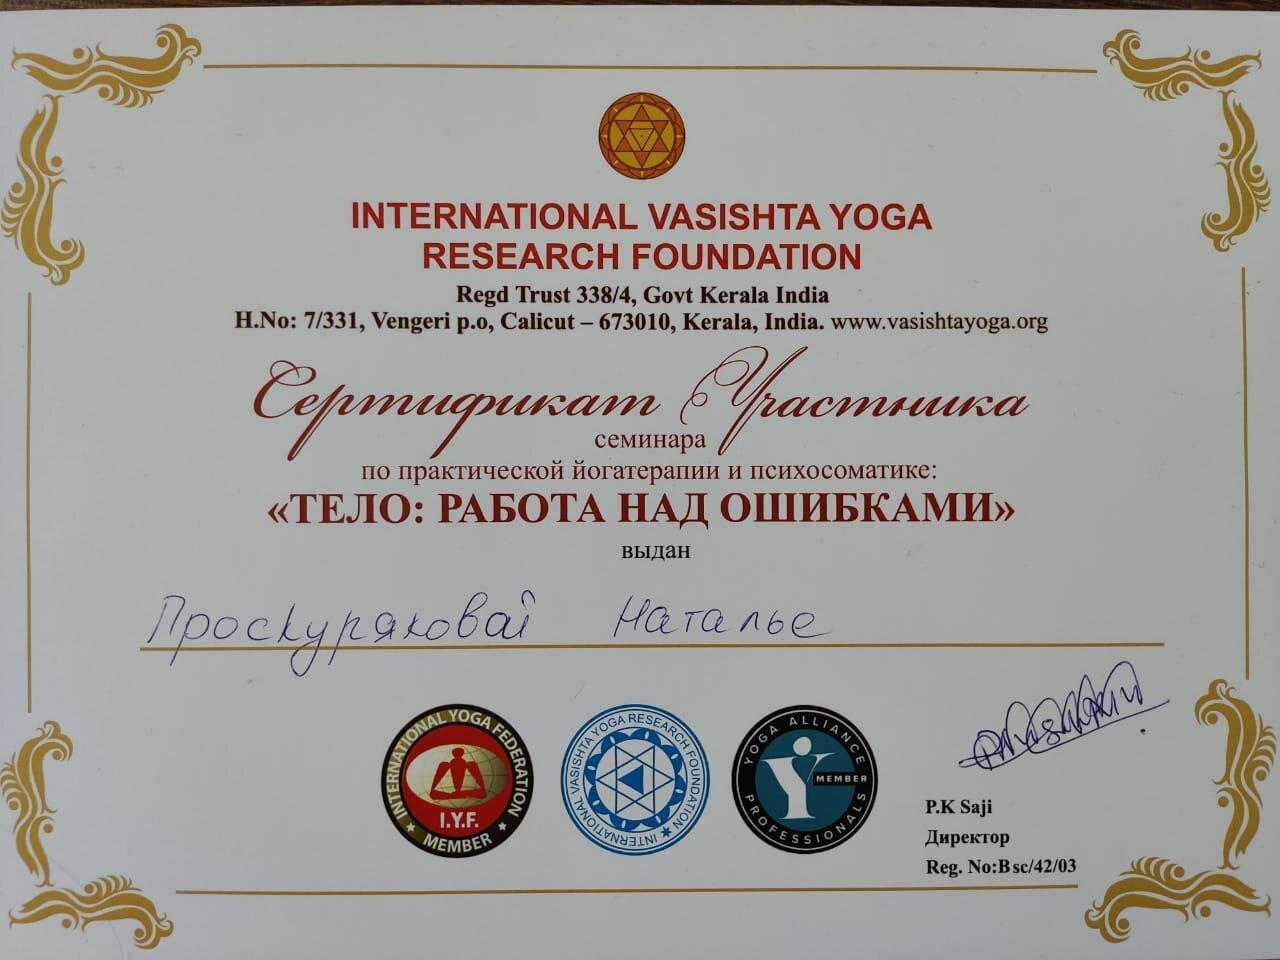 INTERNATIONAL VASISHTA YOGA
RESEARCH FOUNDATION
Regd Trust 338/4, Govt Kerala India
H.No: 7/331, Vengeri p.o, Calicut – 673010, Kerala, India. www.vasishtayoga.org
Сертификат Участника
семинара
по практической йогатерапии и психосоматике:
«ТЕЛО: РАБОТА НАД ОШИБКАМИ»
выдан
Проскуряковой Наталье
INTERNATIONAL YOGA FEDERATION
I.Y.F.
MEMBER
INTERNATIONAL VASISHTA YOGA RESEARCH FOUNDATION
YOGA ALLIANCE
MEMBER
PROFESSIONALS
P.K Saji
Директор
Reg. No:Bsc/42/03